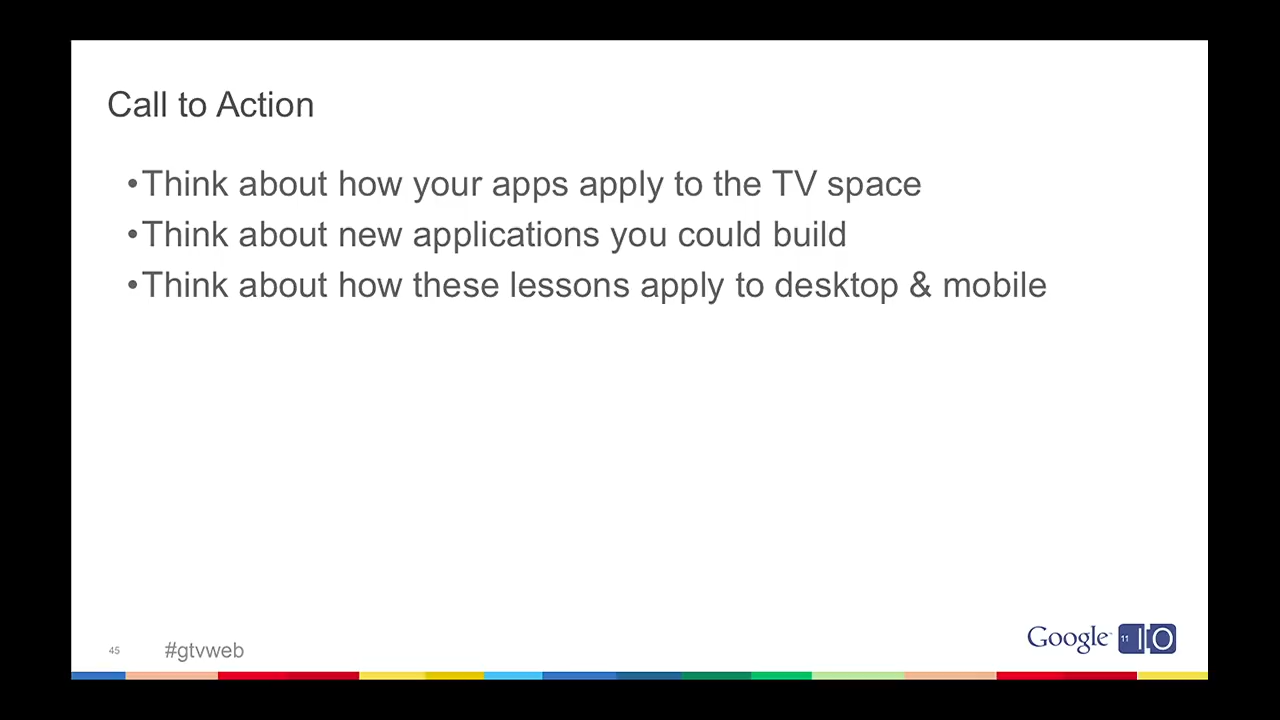 Call to Action
•Think about how your apps apply to the TV space
•Think about new applications you could build
•Think about how these lessons apply to desktop & mobile
45 #gtvweb
Google 11 IO